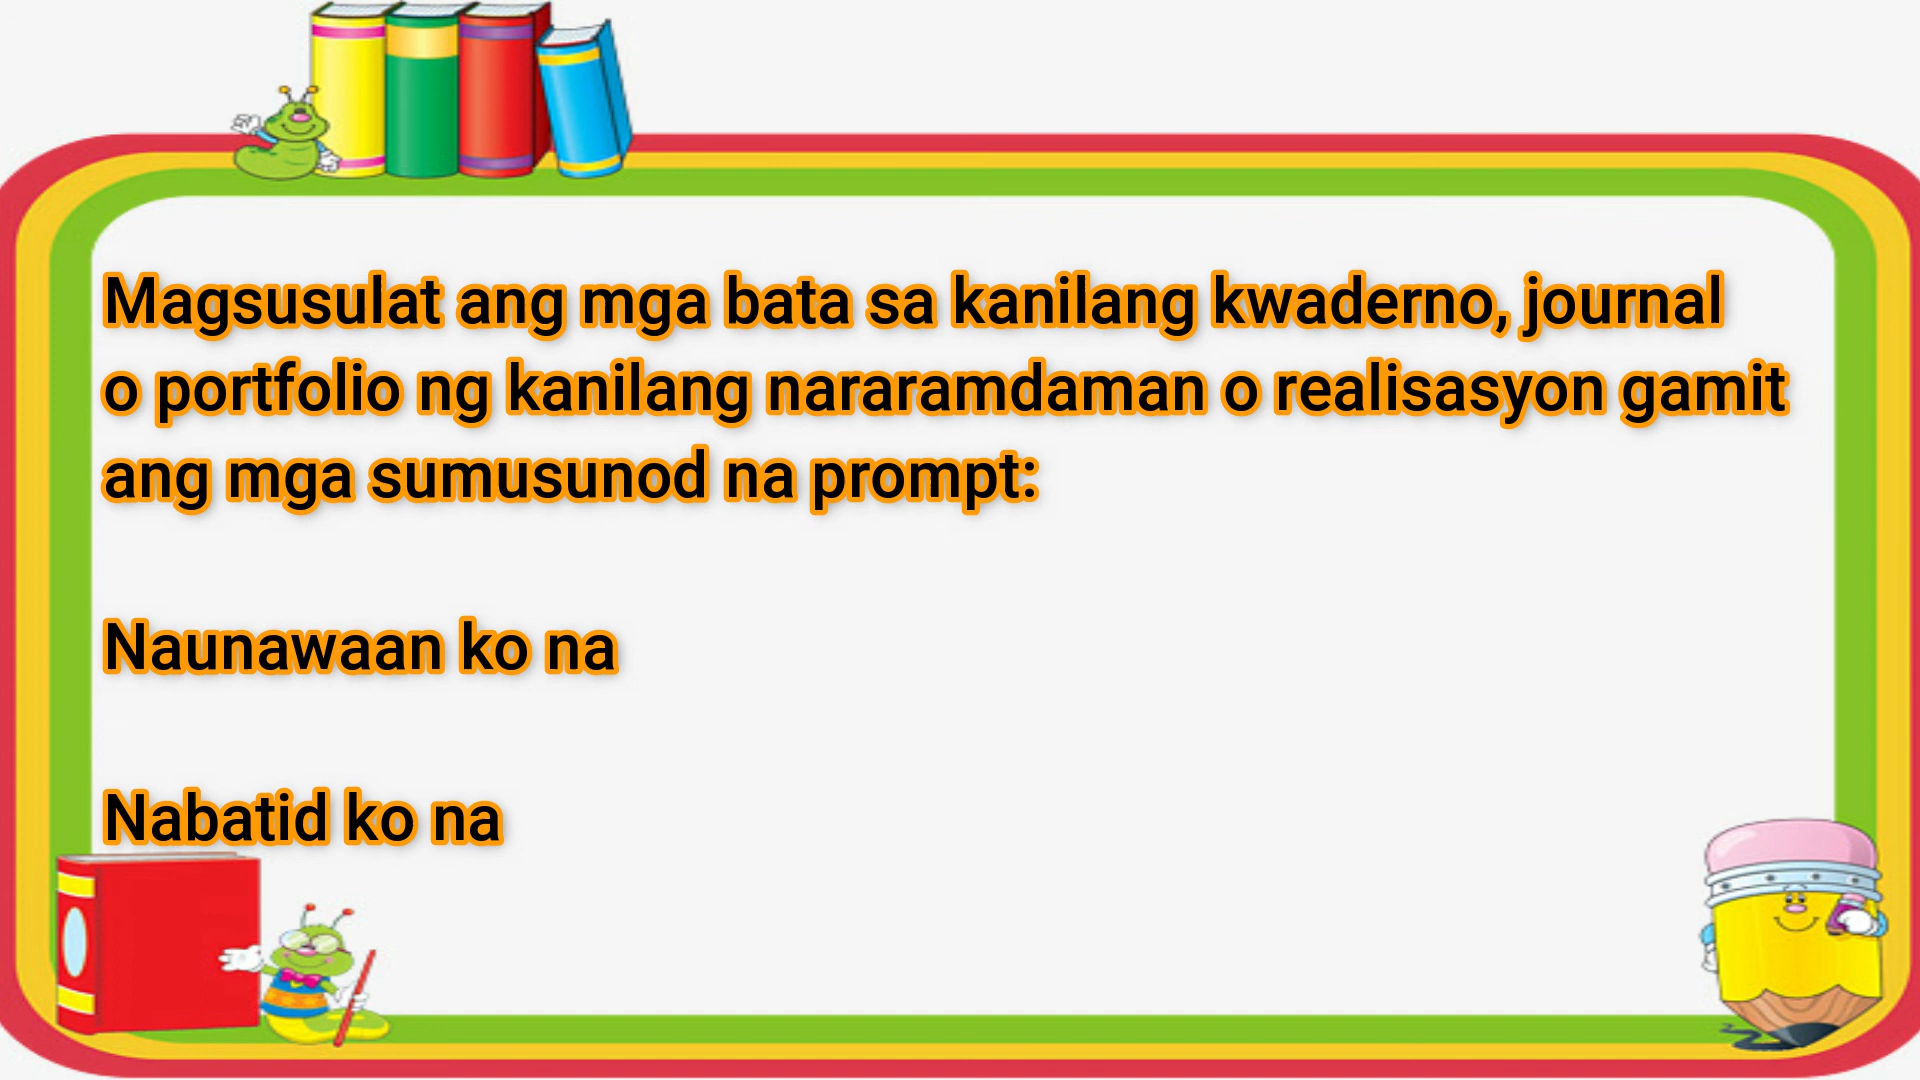 Magsusulat ang mga bata sa kanilang kwaderno, journal
o portfolio ng kanilang nararamdaman o realisasyon gamit
ang mga sumusunod na prompt:
Naunawaan ko na
Nabatid ko na